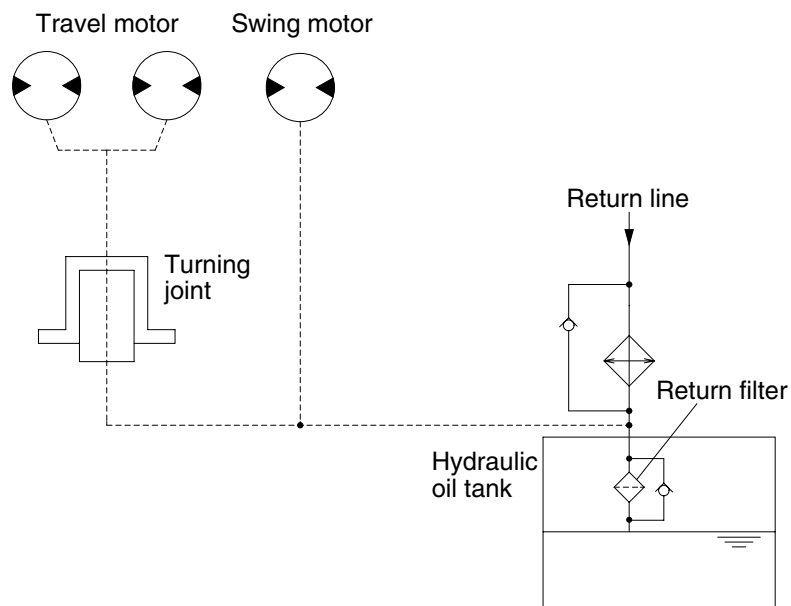 Travel motor
Swing motor
Return line
Turning
joint
Return filter
Hydraulic
oil tank